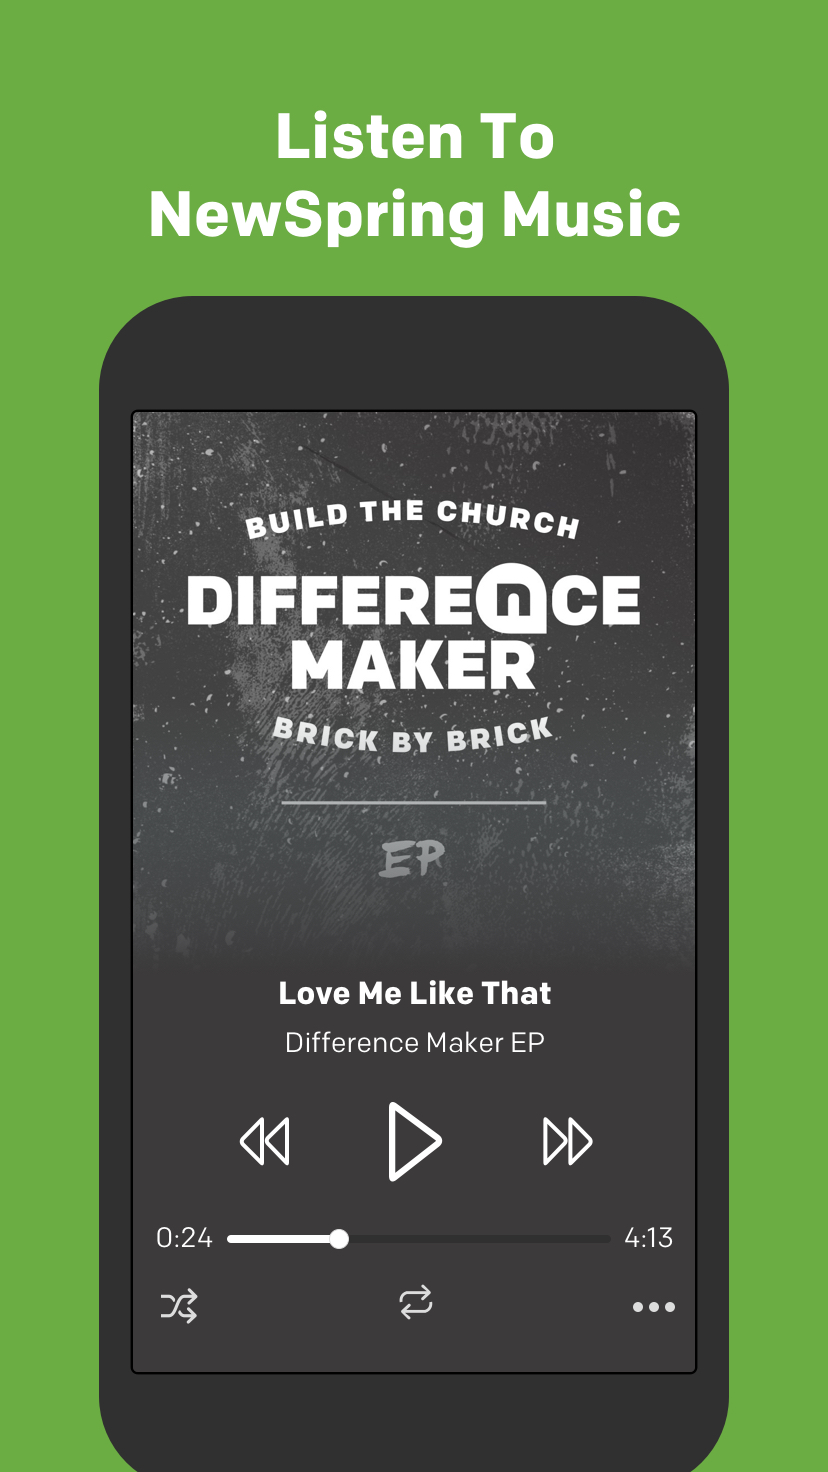 Listen To
NewSpring Music
BUILD THE CHURCH
DIFFERENCE
MAKER
BRICK BY BRICK
EP
Love Me Like That
Difference Maker EP
0:24 4:13